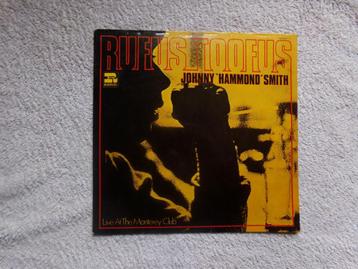 RUFUS TOOFUS
JOHNNY "HAMMOND" SMITH
Live At The Monterey Club